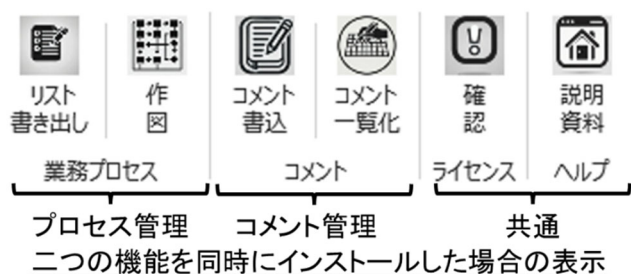 リスト 作 コメント コメント 確 説明
書き出し 図 書込 一覧化 認 資料
業務プロセス コメント ライセンス ヘルプ
プロセス管理 コメント管理 共通
二つの機能を同時にインストールした場合の表示